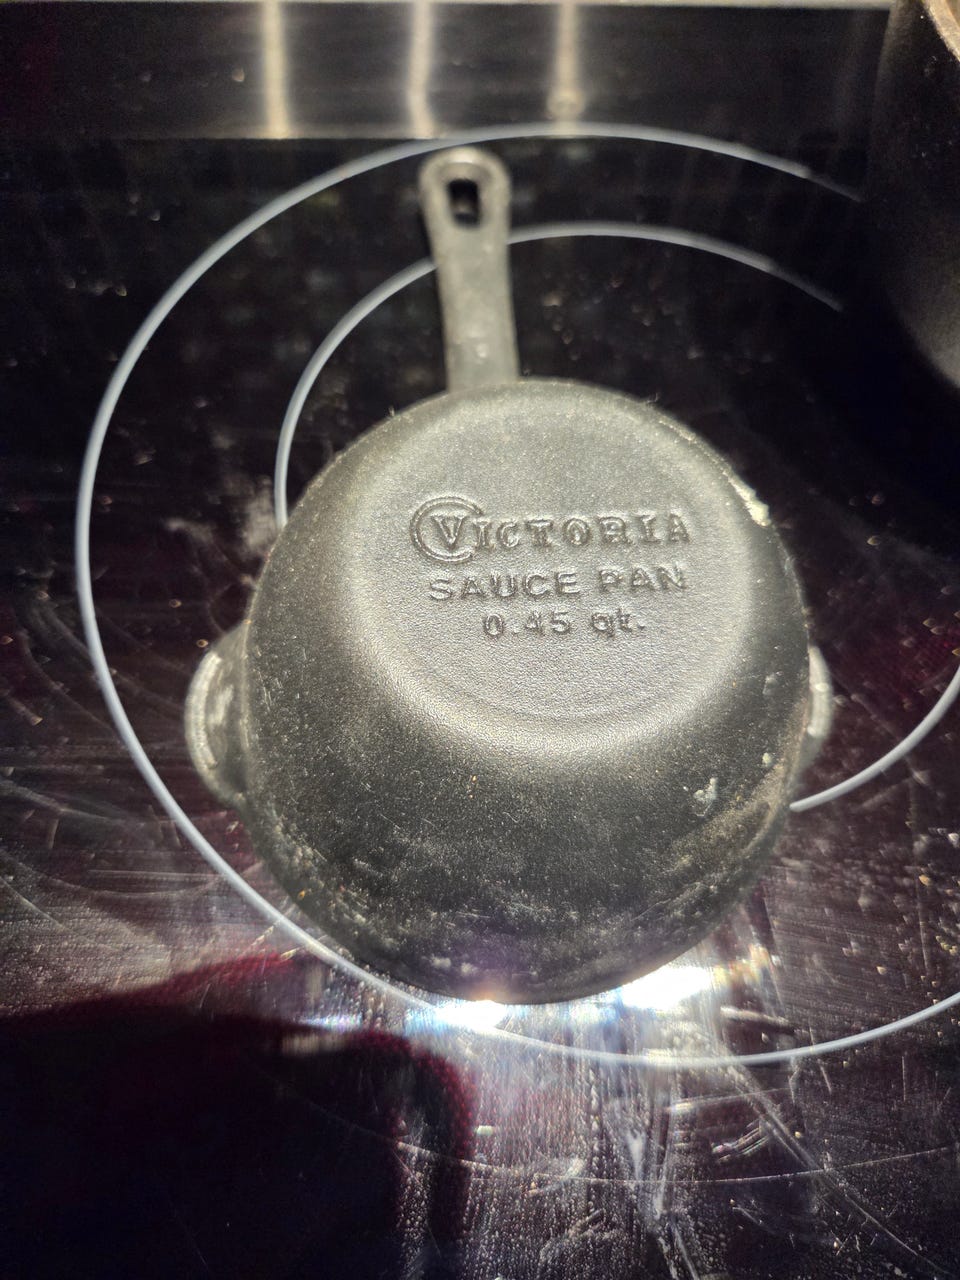 VICTORIA
SAUCE PAN
0.45 qt.